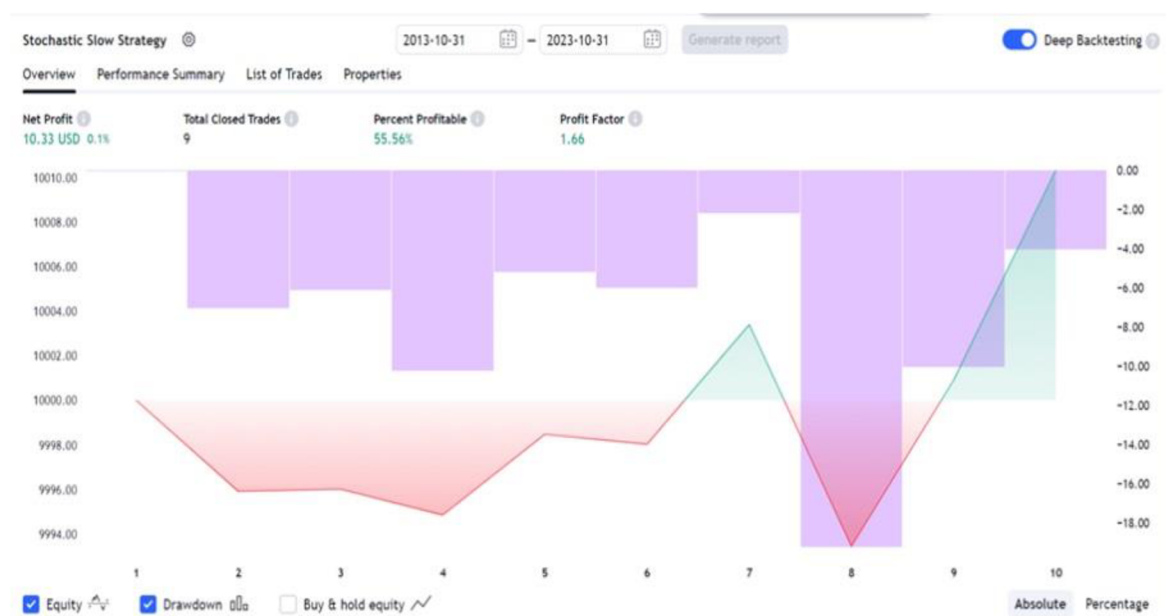 Stochastic Slow Strategy 2013-10-31 – 2023-10-31 Generate report Deep Backtesting ?
Overview Performance Summary List of Trades Properties
Net Profit Total Closed Trades Percent Profitable Profit Factor
10.33 USD 0.1% 9 55.56% 1.66
10010.00 0.00
10008.00 -2.00
10006.00 -4.00
10004.00 -6.00
10002.00 -8.00
10000.00 -10.00
9998.00 -12.00
9996.00 -14.00
9994.00 -16.00
-18.00
1 2 3 4 5 6 7 8 9 10
Equity Drawdown Buy & hold equity Absolute Percentage